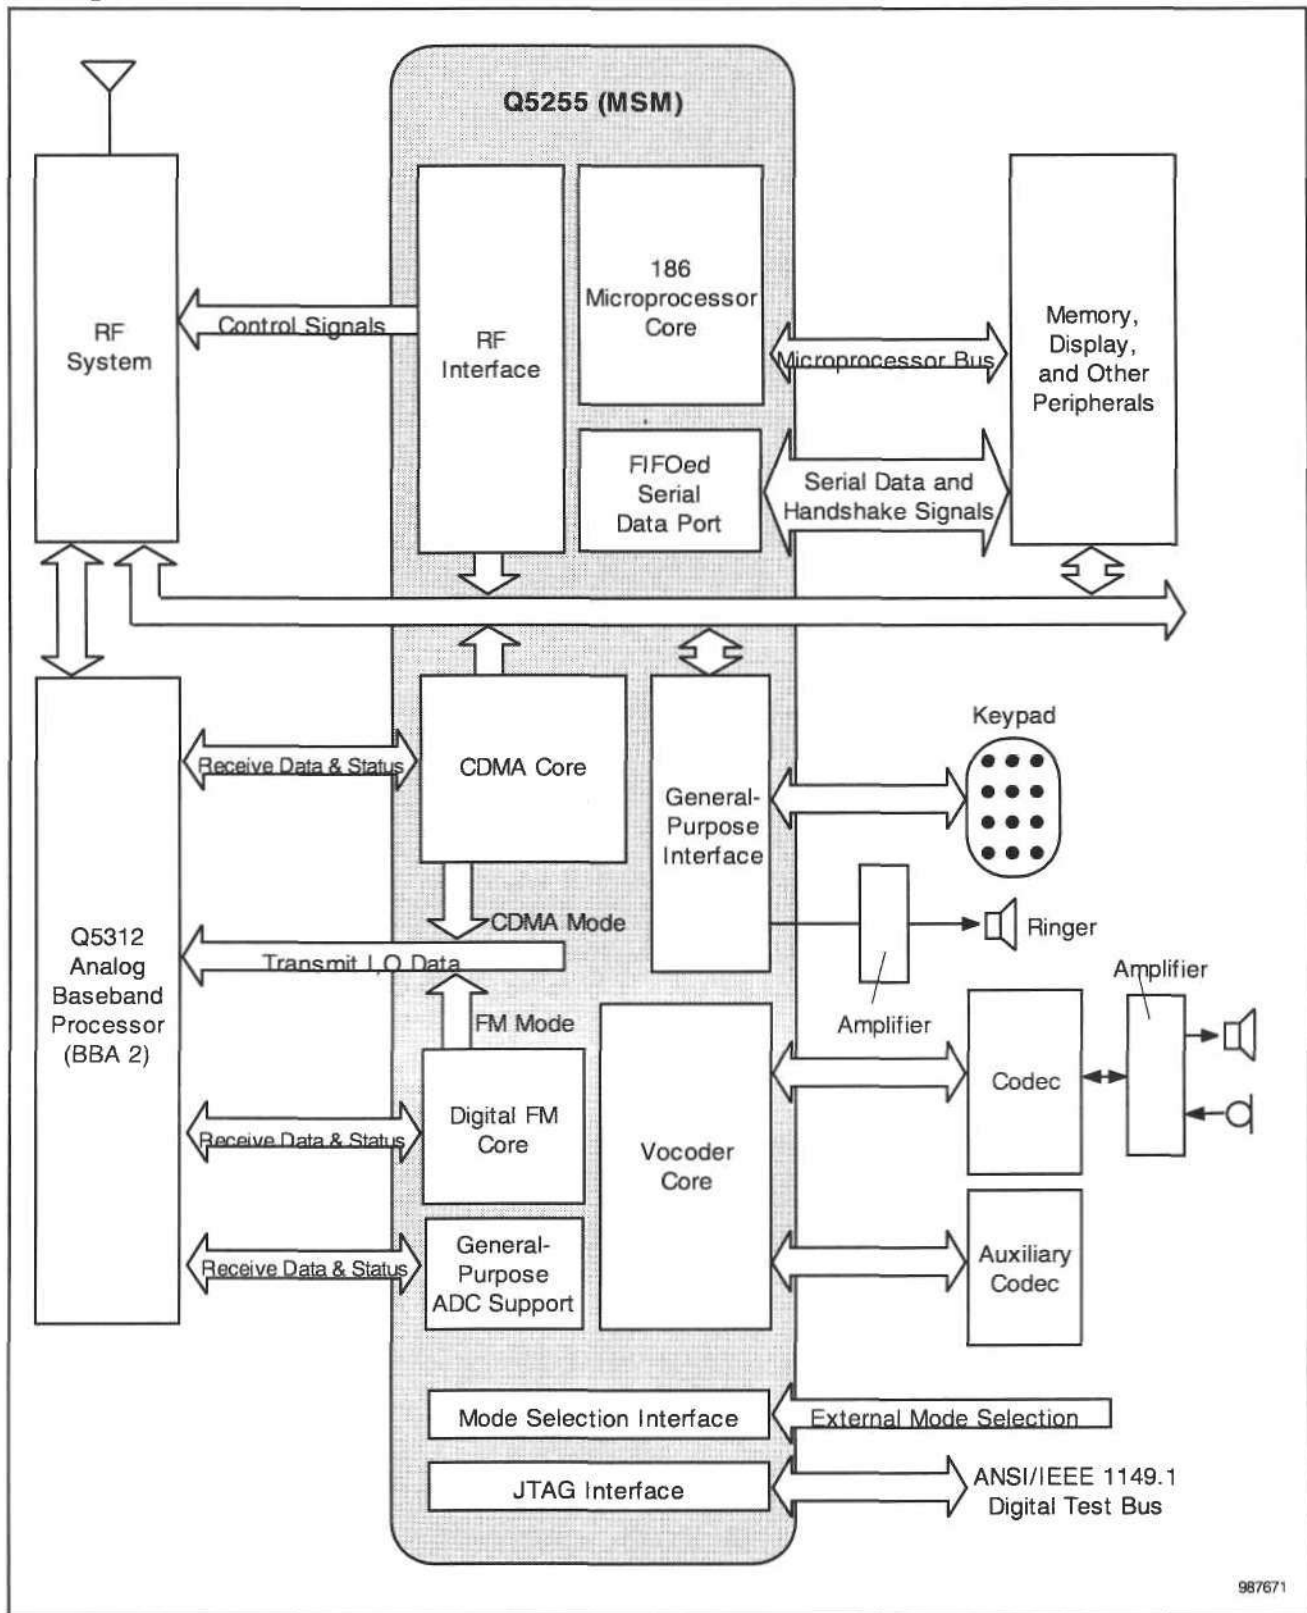 Q5255 (MSM)
RF
System
Control Signals
RF
Interface
186
Microprocessor
Core
Microprocessor Bus
Memory,
Display,
and Other
Peripherals
FIFOed
Serial
Data Port
Serial Data and
Handshake Signals
Receive Data & Status
CDMA Core
General-
Purpose
Interface
Keypad
Ringer
Amplifier
CDMA Mode
Transmit I,Q Data
FM Mode
Q5312
Analog
Baseband
Processor
(BBA 2)
Receive Data & Status
Digital FM
Core
Vocoder
Core
Codec
Amplifier
Receive Data & Status
General-
Purpose
ADC Support
Auxiliary
Codec
Mode Selection Interface
External Mode Selection
JTAG Interface
ANSI/IEEE 1149.1
Digital Test Bus
987671